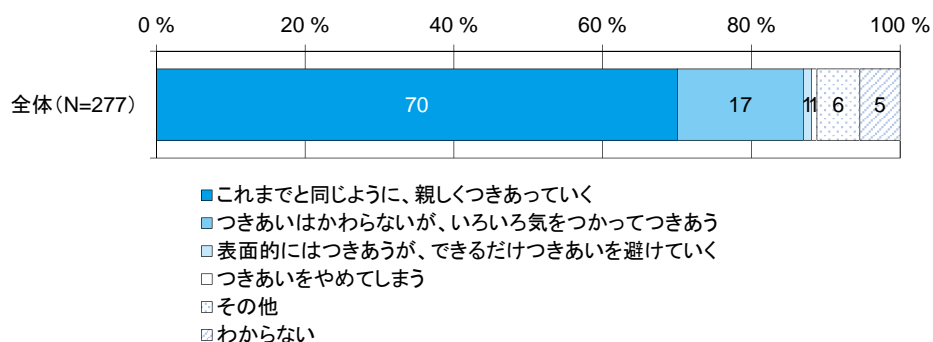 0 % 20 % 40 % 60 % 80 % 100 %
全体(N=277) 70 17 1 1 6 5
これまでと同じように、親しくつきあっていく
つきあいはかわらないが、いろいろ気をつかってつきあう
表面的にはつきあうが、できるだけつきあいを避けていく
つきあいをやめてしまう
その他
わからない